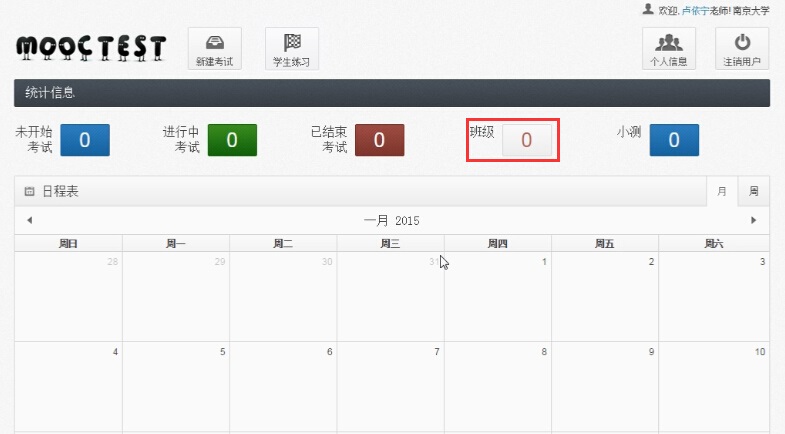 欢迎, 卢依宁老师! 南京大学
MOOCTEST
新建考试
学生练习
个人信息
注销用户
统计信息
未开始
考试
0
进行中
考试
0
已结束
考试
0
班级
0
小测
0
日程表
月
周
一月 2015
周日 周一 周二 周三 周四 周五 周六
28 29 30 31 1 2 3
4 5 6 7 8 9 10